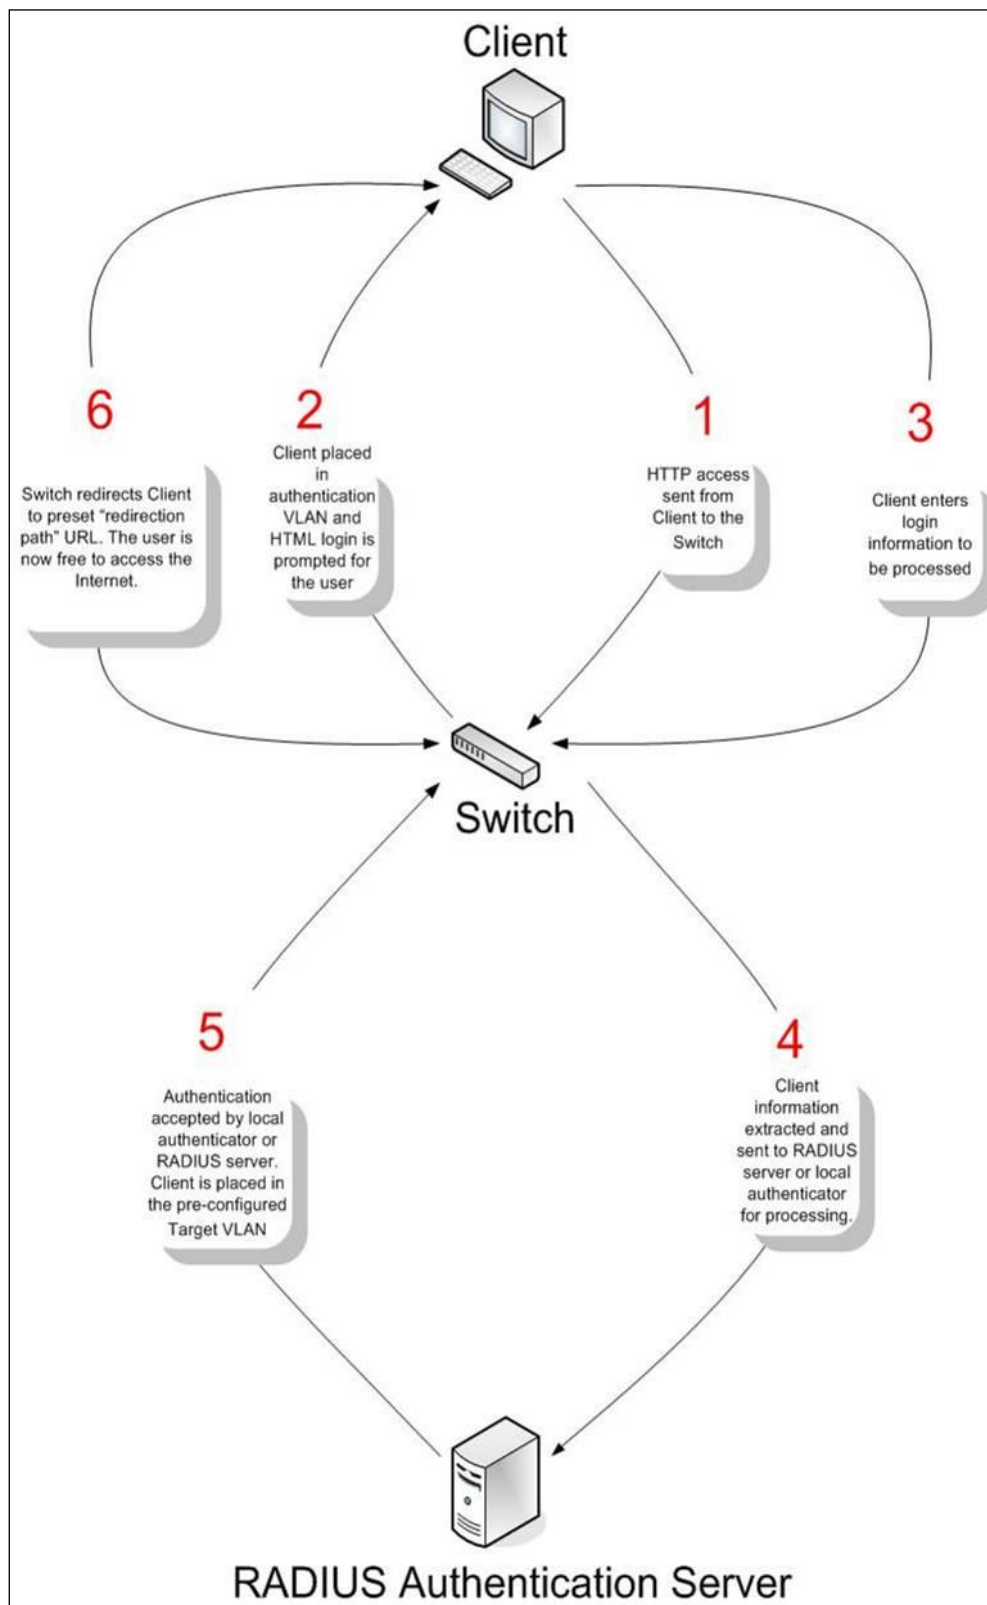 Client
6
Switch redirects Client
to preset “redirection
path” URL. The user is
now free to access the
Internet.
2
Client placed
in
authentication
VLAN and
HTML login is
prompted for
the user
1
HTTP access
sent from
Client to the
Switch
3
Client enters
login
information to
be processed
Switch
5
Authentication
accepted by local
authenticator or
RADIUS server.
Client is placed in
the pre-configured
Target VLAN
4
Client
information
extracted and
sent to RADIUS
server or local
authenticator
for processing.
RADIUS Authentication Server